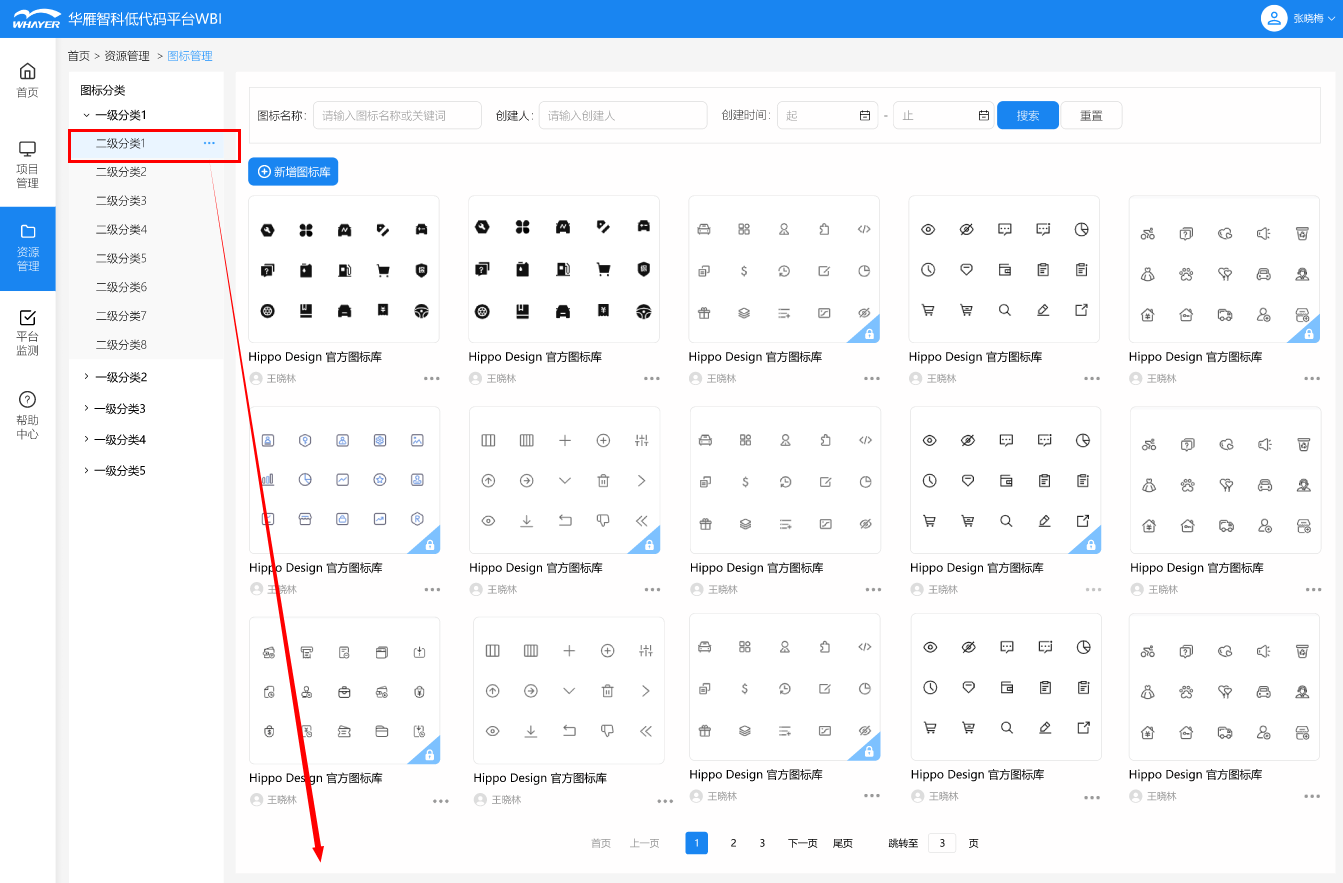 WHAYER 华雁智科低代码平台WBI
张晓梅
首页 > 资源管理 > 图标管理
首页
项目
管理
资源
管理
平台
监测
帮助
中心
图标分类
一级分类1
二级分类1
二级分类2
二级分类3
二级分类4
二级分类5
二级分类6
二级分类7
二级分类8
一级分类2
一级分类3
一级分类4
一级分类5
图标名称: 请输入图标名称或关键词 创建人: 请输入创建人 创建时间: 起 - 止 搜索 重置
新增图标库
Hippo Design 官方图标库 Hippo Design 官方图标库 Hippo Design 官方图标库 Hippo Design 官方图标库 Hippo Design 官方图标库
王晓林 王晓林 王晓林 王晓林 王晓林
Hippo Design 官方图标库 Hippo Design 官方图标库 Hippo Design 官方图标库 Hippo Design 官方图标库 Hippo Design 官方图标库
王晓林 王晓林 王晓林 王晓林 王晓林
Hippo Design 官方图标库 Hippo Design 官方图标库 Hippo Design 官方图标库 Hippo Design 官方图标库 Hippo Design 官方图标库
王晓林 王晓林 王晓林 王晓林 王晓林
首页 上一页 1 2 3 下一页 尾页 跳转至 3 页